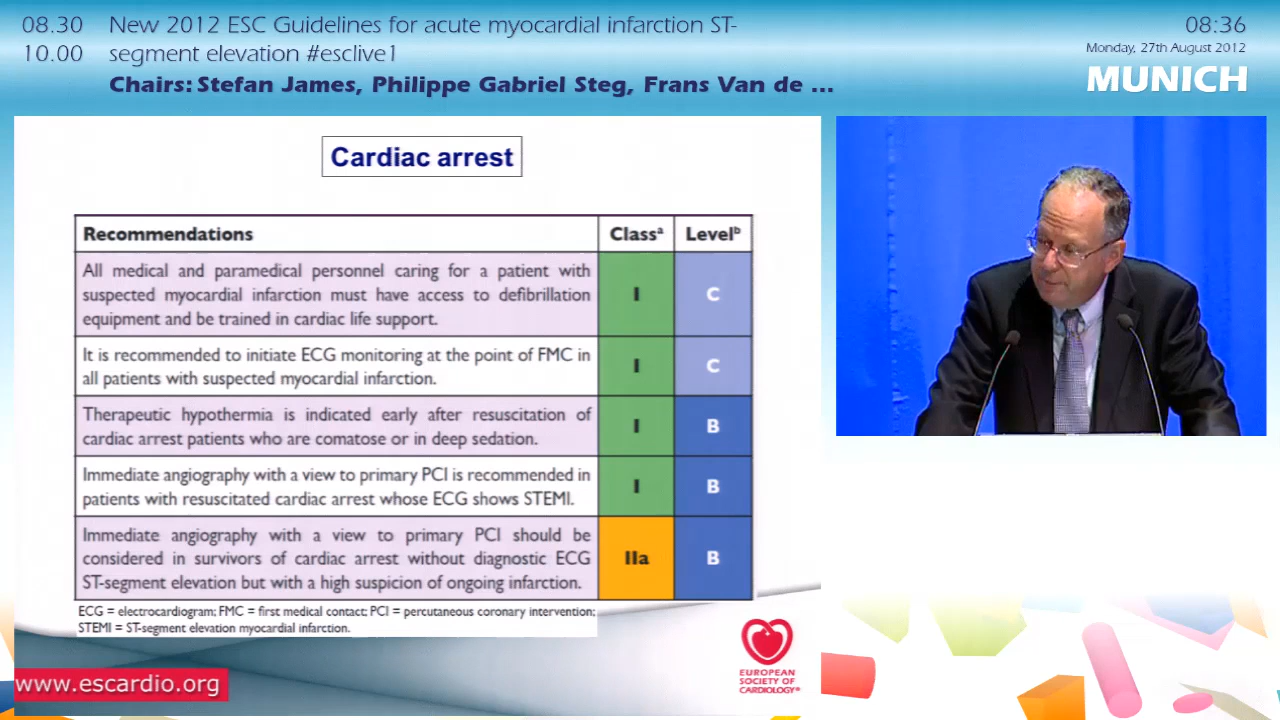 08.30
10.00
New 2012 ESC Guidelines for acute myocardial infarction ST-
segment elevation #esclive1
Chairs: Stefan James, Philippe Gabriel Steg, Frans Van de ...
08:36
Monday, 27th August 2012
MUNICH
Cardiac arrest
Recommendations Classᵃ Levelᵇ
All medical and paramedical personnel caring for a patient with
suspected myocardial infarction must have access to defibrillation
equipment and be trained in cardiac life support.
I C
It is recommended to initiate ECG monitoring at the point of FMC in
all patients with suspected myocardial infarction.
I C
Therapeutic hypothermia is indicated early after resuscitation of
cardiac arrest patients who are comatose or in deep sedation.
I B
Immediate angiography with a view to primary PCI is recommended in
patients with resuscitated cardiac arrest whose ECG shows STEMI.
I B
Immediate angiography with a view to primary PCI should be
considered in survivors of cardiac arrest without diagnostic ECG
ST-segment elevation but with a high suspicion of ongoing infarction.
IIa B
ECG = electrocardiogram; FMC = first medical contact; PCI = percutaneous coronary intervention;
STEMI = ST-segment elevation myocardial infarction.
www.escardio.org
EUROPEAN
SOCIETY OF
CARDIOLOGY®